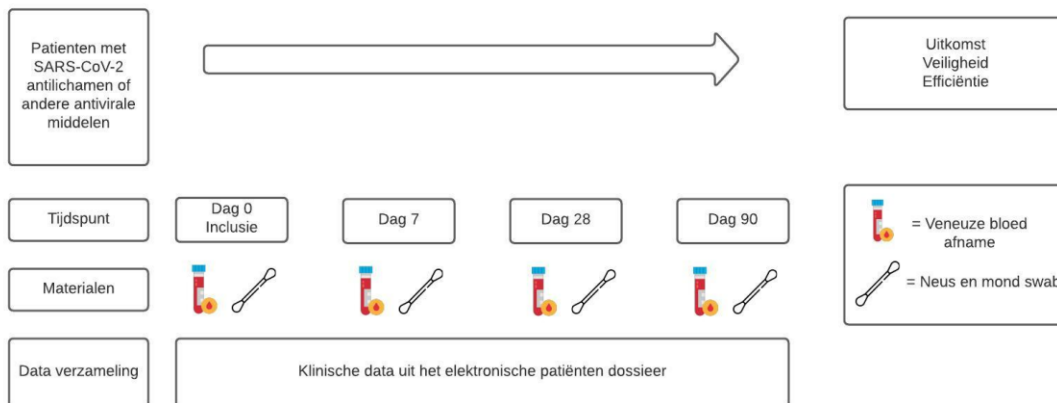 Patienten met
SARS-CoV-2
antilichamen of
andere antivirale
middelen
Uitkomst
Veiligheid
Efficiëntie
Tijdspunt
Dag 0
Inclusie
Dag 7
Dag 28
Dag 90
= Veneuze bloed
afname
Materialen
= Neus en mond swab
Data verzameling
Klinische data uit het elektronische patiënten dossieer